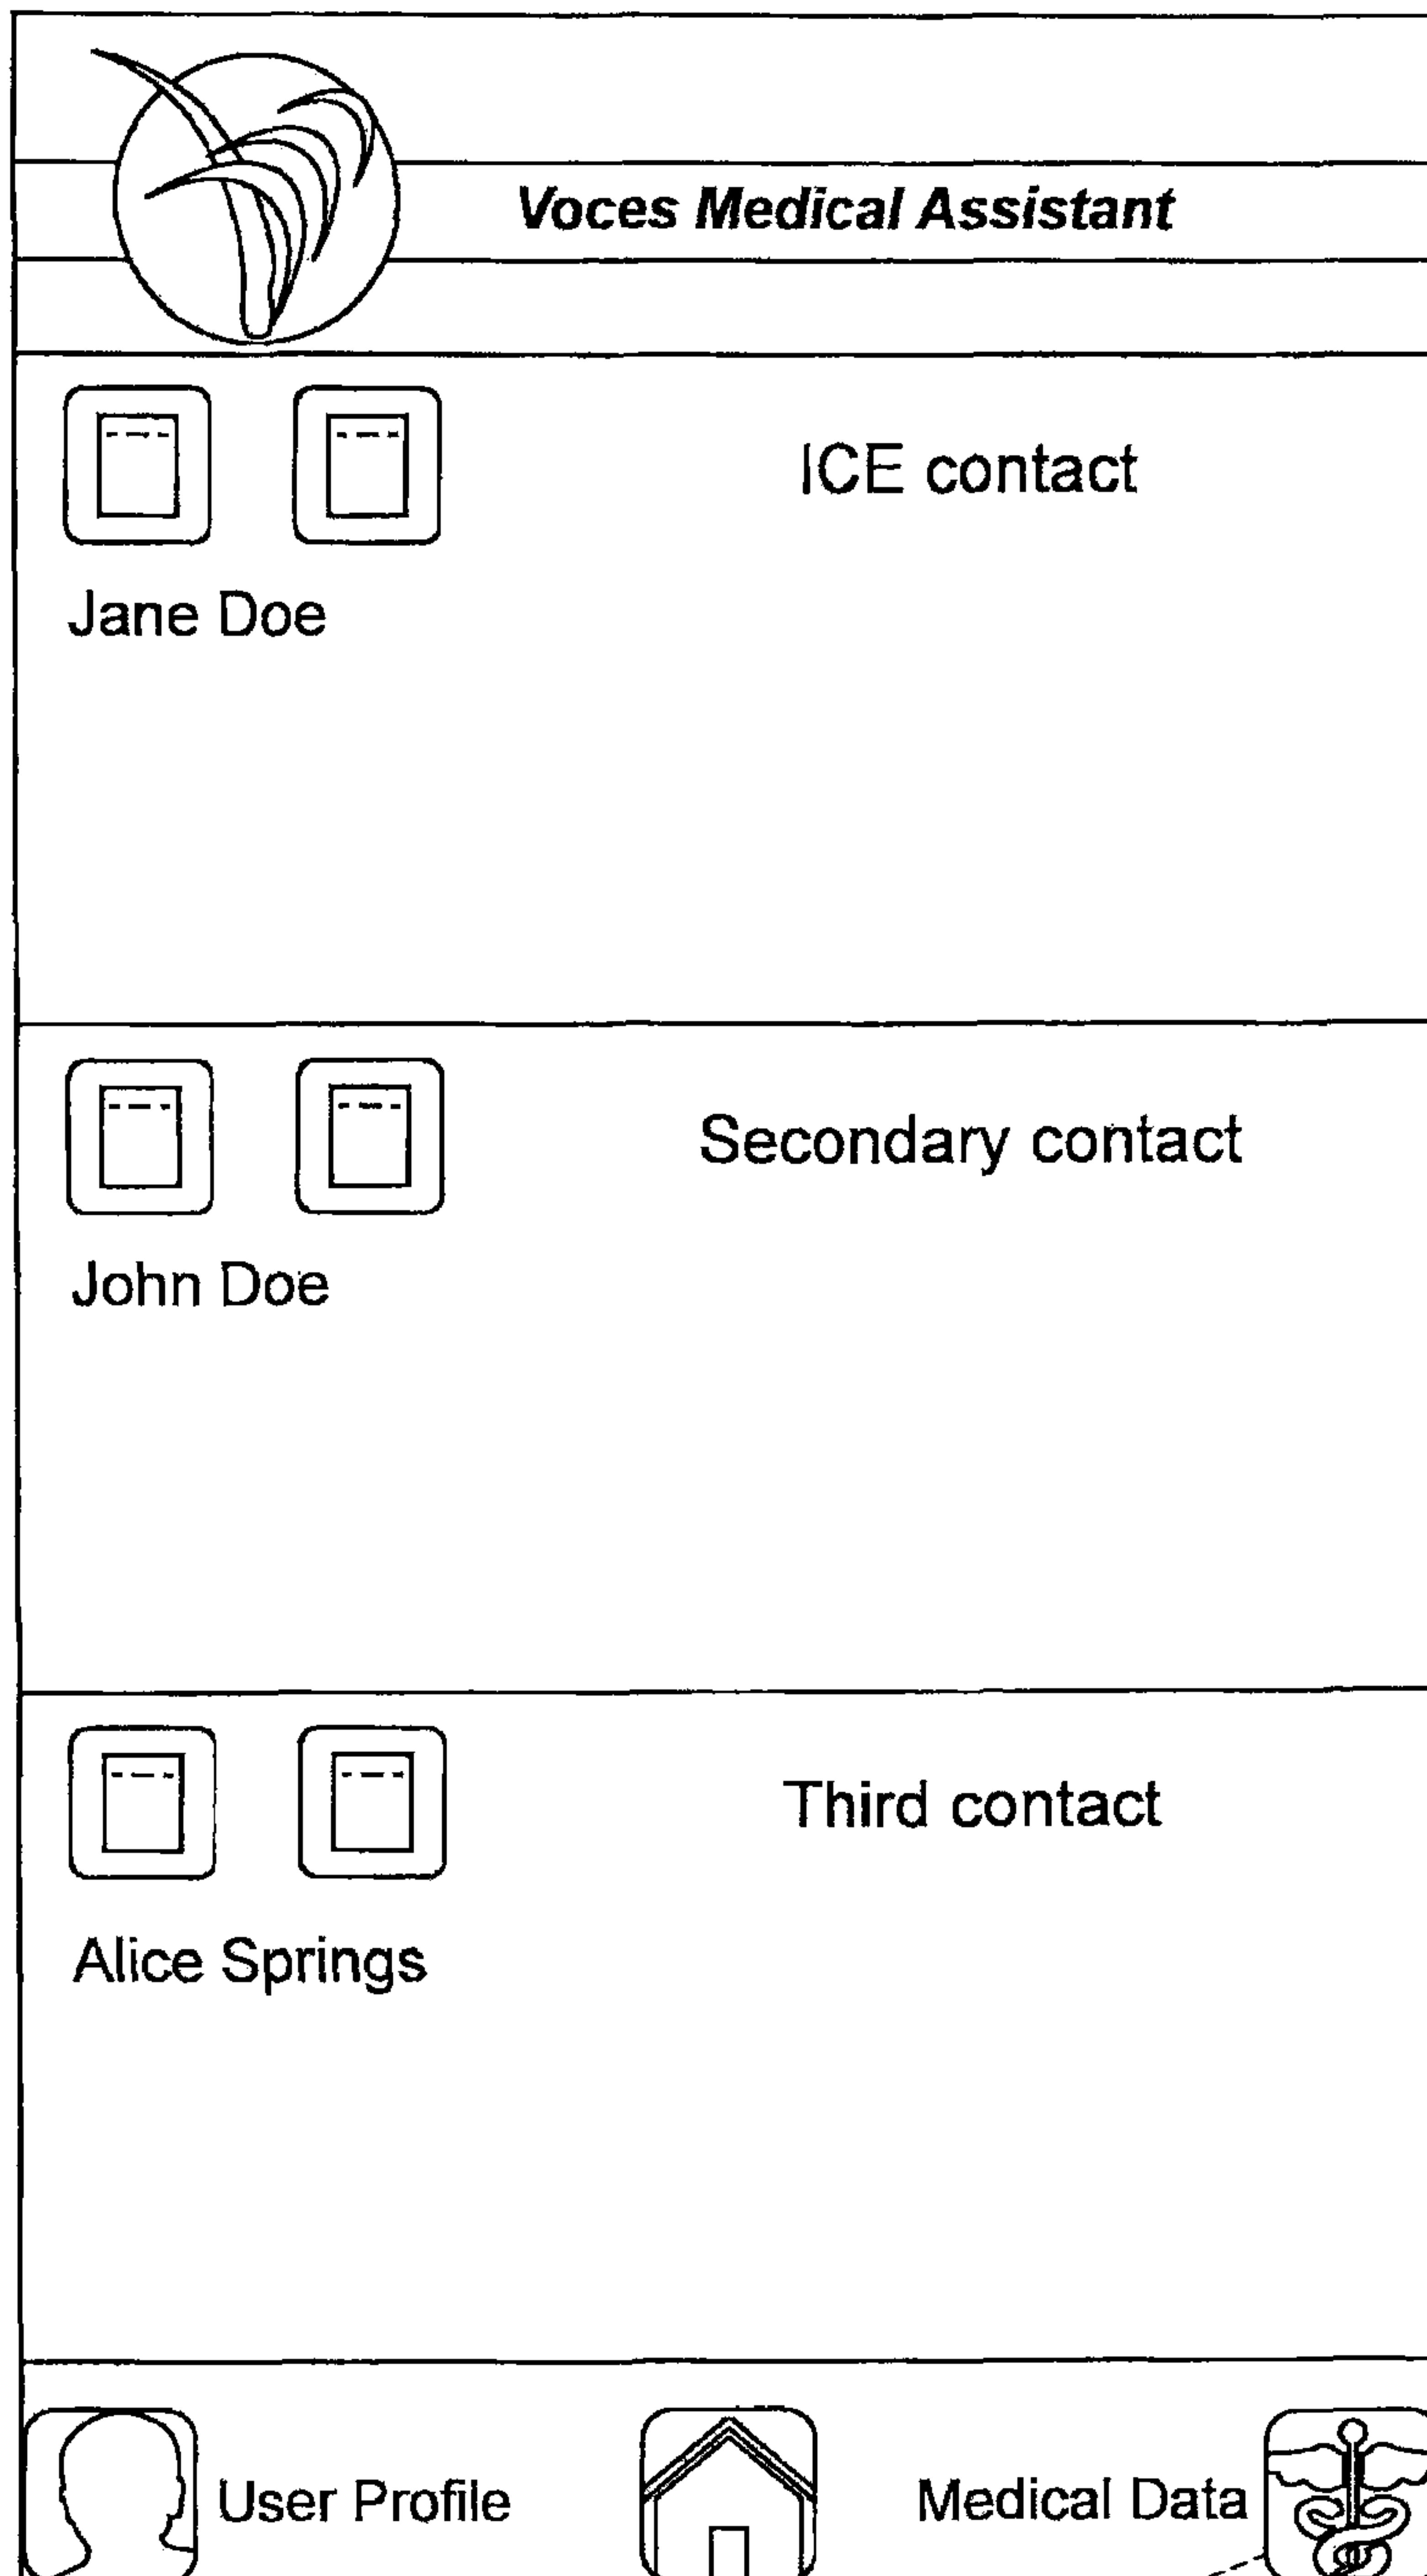 Voces Medical Assistant
ICE contact
Jane Doe
Secondary contact
John Doe
Third contact
Alice Springs
User Profile
Medical Data